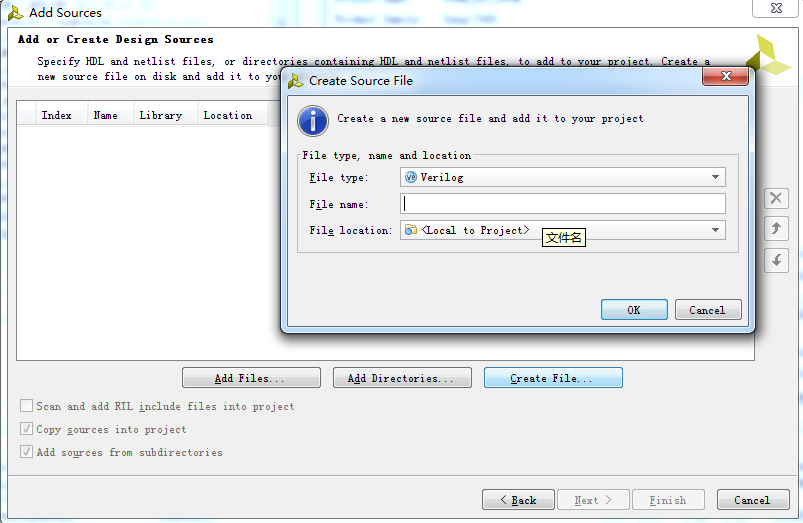 Add Sources
Add or Create Design Sources
Specify HDL and netlist files, or directories containing HDL and netlist files, to add to your project. Create a
new source file on disk and add it to yo
Index Name Library Location
Create Source File
Create a new source file and add it to your project
File type, name and location
File type: Verilog
File name:
File location: <Local to Project>
文件名
OK Cancel
Add Files... Add Directories... Create File...
Scan and add RTL include files into project
Copy sources into project
Add sources from subdirectories
< Back Next > Finish Cancel